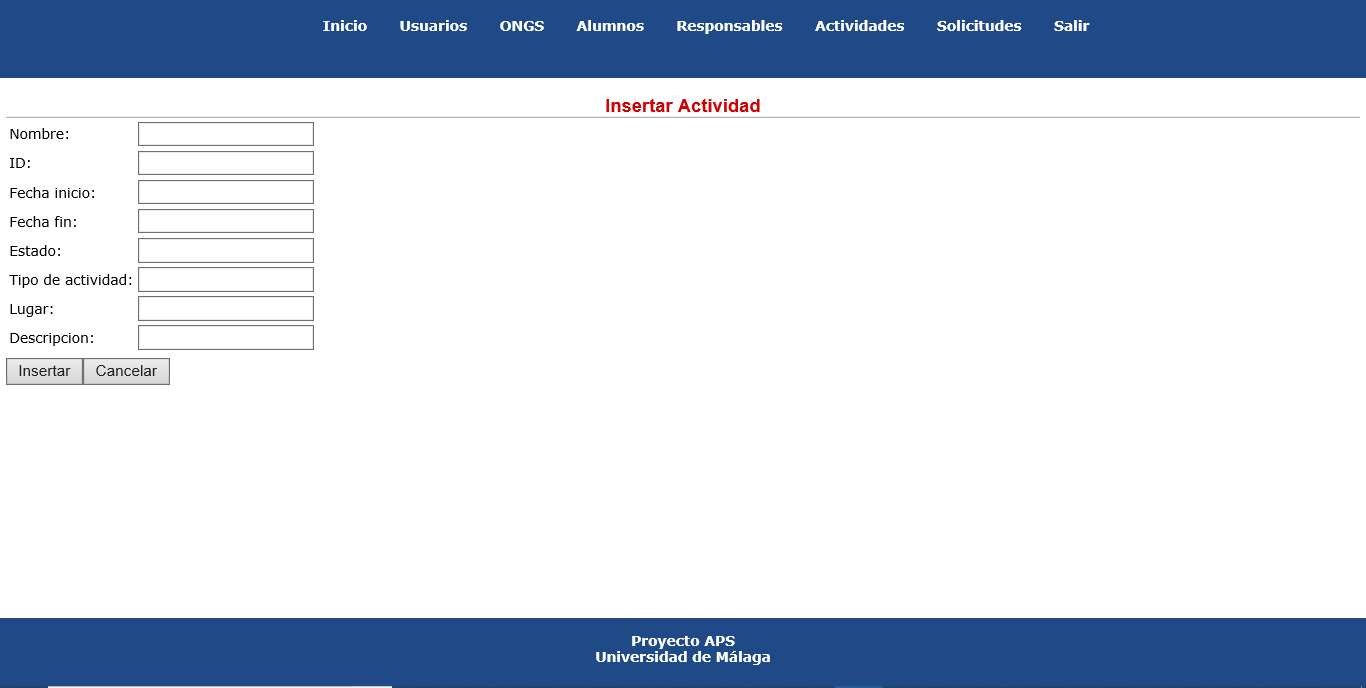 Inicio Usuarios ONGS Alumnos Responsables Actividades Solicitudes Salir
Insertar Actividad
Nombre:
ID:
Fecha inicio:
Fecha fin:
Estado:
Tipo de actividad:
Lugar:
Descripcion:
Insertar Cancelar
Proyecto APS
Universidad de Málaga